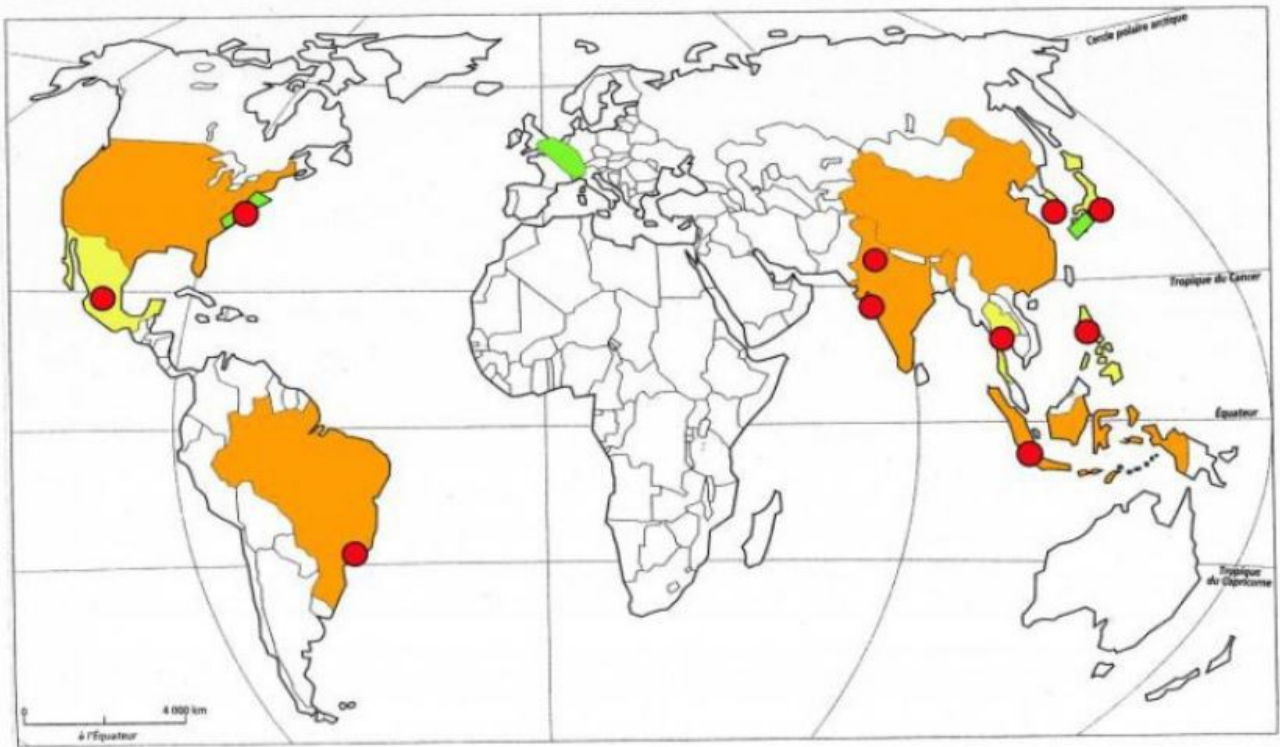 Cercle polaire arctique
Tropique du Cancer
Équateur
Tropique
du Capricorne
0 4 000 km
à l'Équateur